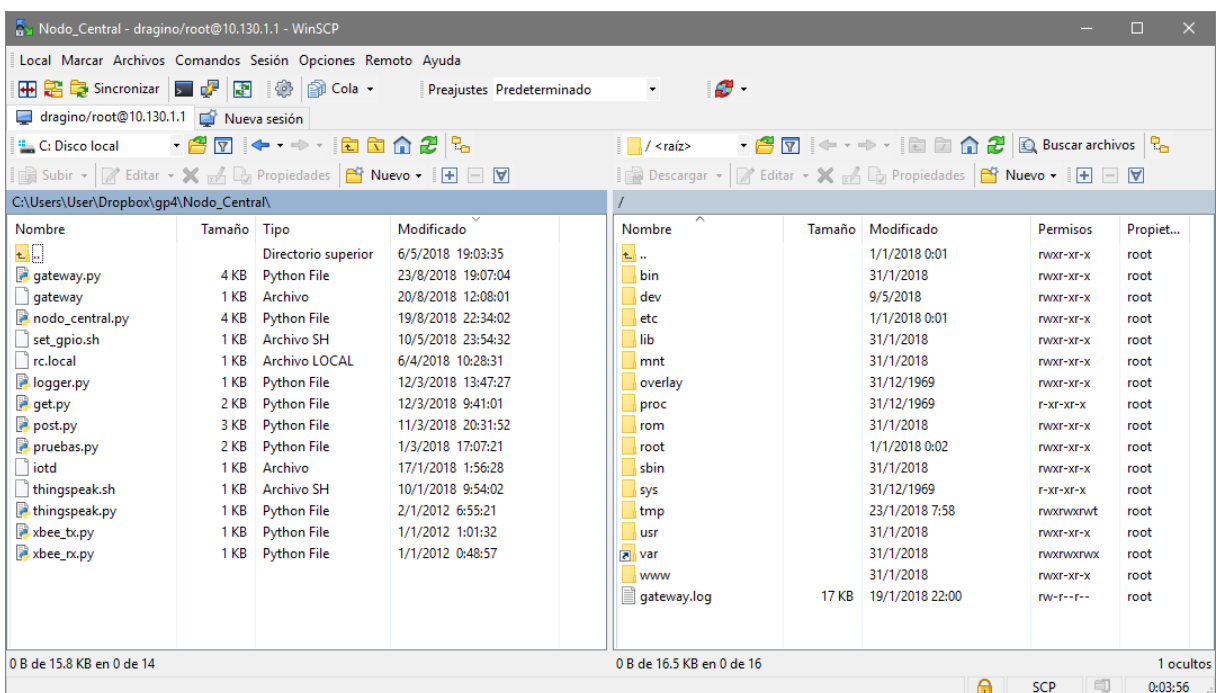 Nodo_Central - dragino/root@10.130.1.1 - WinSCP
Local Marcar Archivos Comandos Sesión Opciones Remoto Ayuda
Sincronizar Cola Preajustes Predeterminado
dragino/root@10.130.1.1 Nueva sesión
C: Disco local / <raíz> Buscar archivos
Subir Editar Propiedades Nuevo Descargar Editar Propiedades Nuevo
C:\Users\User\Dropbox\gp4\Nodo_Central\ /
Nombre Tamaño Tipo Modificado
.. Directorio superior 6/5/2018 19:03:35
gateway.py 4 KB Python File 23/8/2018 19:07:04
gateway 1 KB Archivo 20/8/2018 12:08:01
nodo_central.py 4 KB Python File 19/8/2018 22:34:02
set_gpio.sh 1 KB Archivo SH 10/5/2018 23:54:32
rc.local 1 KB Archivo LOCAL 6/4/2018 10:28:31
logger.py 1 KB Python File 12/3/2018 13:47:27
get.py 2 KB Python File 12/3/2018 9:41:01
post.py 3 KB Python File 11/3/2018 20:31:52
pruebas.py 2 KB Python File 1/3/2018 17:07:21
iotd 1 KB Archivo 17/1/2018 1:56:28
thingspeak.sh 1 KB Archivo SH 10/1/2018 9:54:02
thingspeak.py 1 KB Python File 2/1/2012 6:55:21
xbee_tx.py 1 KB Python File 1/1/2012 1:01:32
xbee_rx.py 1 KB Python File 1/1/2012 0:48:57
Nombre Tamaño Modificado Permisos Propiet...
.. 1/1/2018 0:01 rwxr-xr-x root
bin 31/1/2018 rwxr-xr-x root
dev 9/5/2018 rwxr-xr-x root
etc 1/1/2018 0:01 rwxr-xr-x root
lib 31/1/2018 rwxr-xr-x root
mnt 31/1/2018 rwxr-xr-x root
overlay 31/12/1969 rwxr-xr-x root
proc 31/12/1969 r-xr-xr-x root
rom 31/1/2018 rwxr-xr-x root
root 1/1/2018 0:02 rwxr-xr-x root
sbin 31/1/2018 rwxr-xr-x root
sys 31/12/1969 r-xr-xr-x root
tmp 23/1/2018 7:58 rwxrwxrwt root
usr 31/1/2018 rwxr-xr-x root
var 31/1/2018 rwxrwxrwx root
www 31/1/2018 rwxr-xr-x root
gateway.log 17 KB 19/1/2018 22:00 rw-r--r-- root
0 B de 15.8 KB en 0 de 14 0 B de 16.5 KB en 0 de 16 1 ocultos
SCP 0:03:56